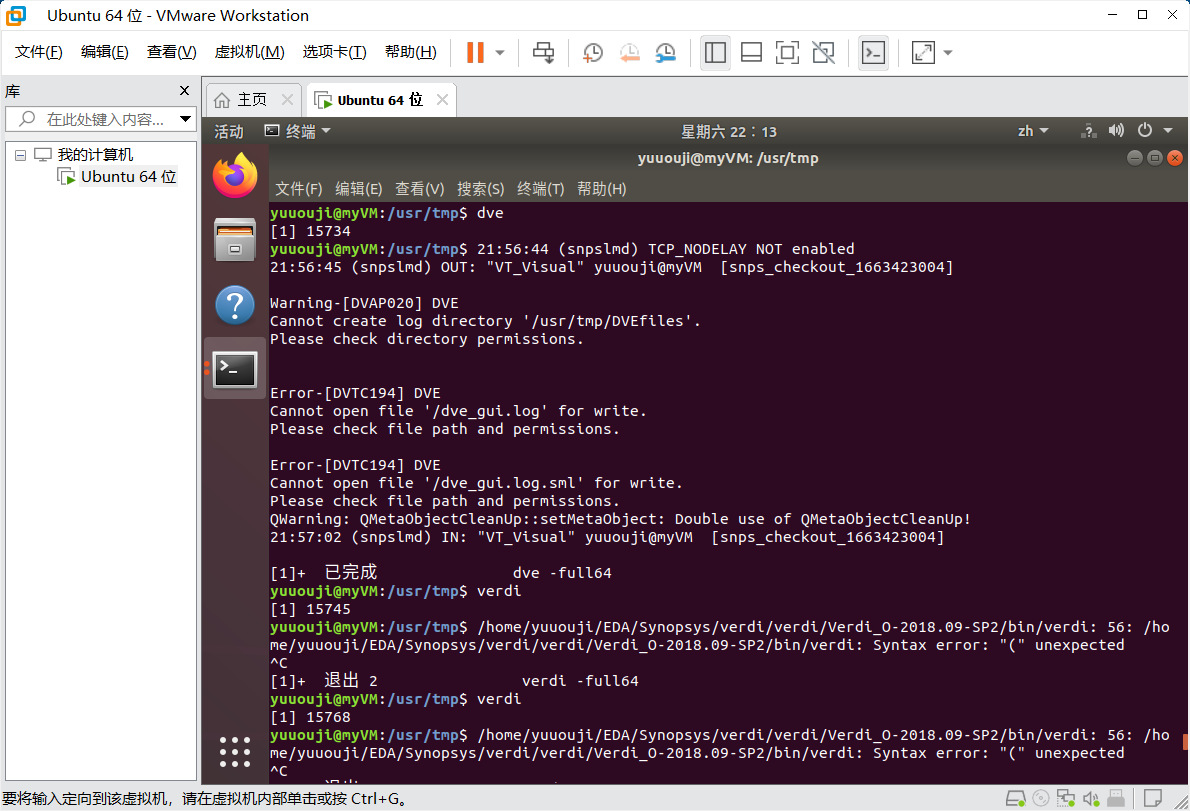 Ubuntu 64 位 - VMware Workstation
文件(F) 编辑(E) 查看(V) 虚拟机(M) 选项卡(T) 帮助(H)
库
在此处键入内容...
我的计算机
Ubuntu 64 位
主页 Ubuntu 64 位
活动 终端 星期六 22：13 zh
yuuouji@myVM: /usr/tmp
文件(F) 编辑(E) 查看(V) 搜索(S) 终端(T) 帮助(H)
yuuouji@myVM:/usr/tmp$ dve
[1] 15734
yuuouji@myVM:/usr/tmp$ 21:56:44 (snpslmd) TCP_NODELAY NOT enabled
21:56:45 (snpslmd) OUT: "VT_Visual" yuuouji@myVM  [snps_checkout_1663423004]
Warning-[DVAP020] DVE
Cannot create log directory '/usr/tmp/DVEfiles'.
Please check directory permissions.
Error-[DVTC194] DVE
Cannot open file '/dve_gui.log' for write.
Please check file path and permissions.
Error-[DVTC194] DVE
Cannot open file '/dve_gui.log.sml' for write.
Please check file path and permissions.
QWarning: QMetaObjectCleanUp::setMetaObject: Double use of QMetaObjectCleanUp!
21:57:02 (snpslmd) IN: "VT_Visual" yuuouji@myVM  [snps_checkout_1663423004]
[1]+  已完成               dve -full64
yuuouji@myVM:/usr/tmp$ verdi
[1] 15745
yuuouji@myVM:/usr/tmp$ /home/yuuouji/EDA/Synopsys/verdi/verdi/Verdi_O-2018.09-SP2/bin/verdi: 56: /ho
me/yuuouji/EDA/Synopsys/verdi/verdi/Verdi_O-2018.09-SP2/bin/verdi: Syntax error: "(" unexpected
^C
[1]+  退出 2                verdi -full64
yuuouji@myVM:/usr/tmp$ verdi
[1] 15768
yuuouji@myVM:/usr/tmp$ /home/yuuouji/EDA/Synopsys/verdi/verdi/Verdi_O-2018.09-SP2/bin/verdi: 56: /ho
me/yuuouji/EDA/Synopsys/verdi/verdi/Verdi_O-2018.09-SP2/bin/verdi: Syntax error: "(" unexpected
^C
要将输入定向到该虚拟机，请在虚拟机内部单击或按 Ctrl+G。